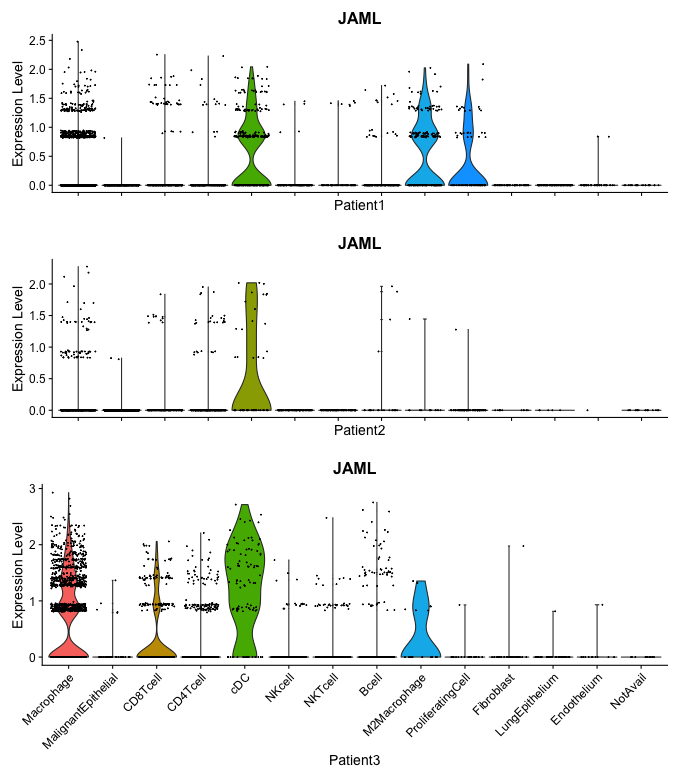 JAML
Expression Level
2.5
2.0
1.5
1.0
0.5
0.0
Patient1
JAML
Expression Level
2.0
1.5
1.0
0.5
0.0
Patient2
JAML
Expression Level
3
2
1
0
Macrophage
MalignantEpithelial
CD8Tcell
CD4Tcell
cDC
NKcell
NKTcell
Bcell
M2Macrophage
ProliferatingCell
Fibroblast
LungEpithelium
Endothelium
NotAvail
Patient3